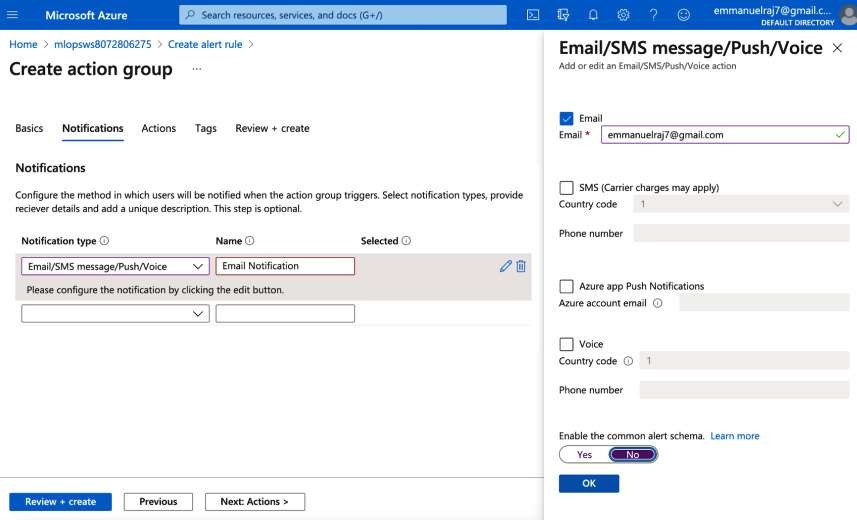 Microsoft Azure
Search resources, services, and docs (G+/)
emmanuelraj7@gmail.c...
DEFAULT DIRECTORY
Home > mlopsws8072806275 > Create alert rule >
Create action group ...
Basics Notifications Actions Tags Review + create
Notifications
Configure the method in which users will be notified when the action group triggers. Select notification types, provide
reciever details and add a unique description. This step is optional.
Notification type Name Selected
Email/SMS message/Push/Voice Email Notification
Please configure the notification by clicking the edit button.
Review + create Previous Next: Actions >
Email/SMS message/Push/Voice
Add or edit an Email/SMS/Push/Voice action
Email
Email * emmanuelraj7@gmail.com
SMS (Carrier charges may apply)
Country code 1
Phone number
Azure app Push Notifications
Azure account email
Voice
Country code 1
Phone number
Enable the common alert schema. Learn more
Yes No
OK